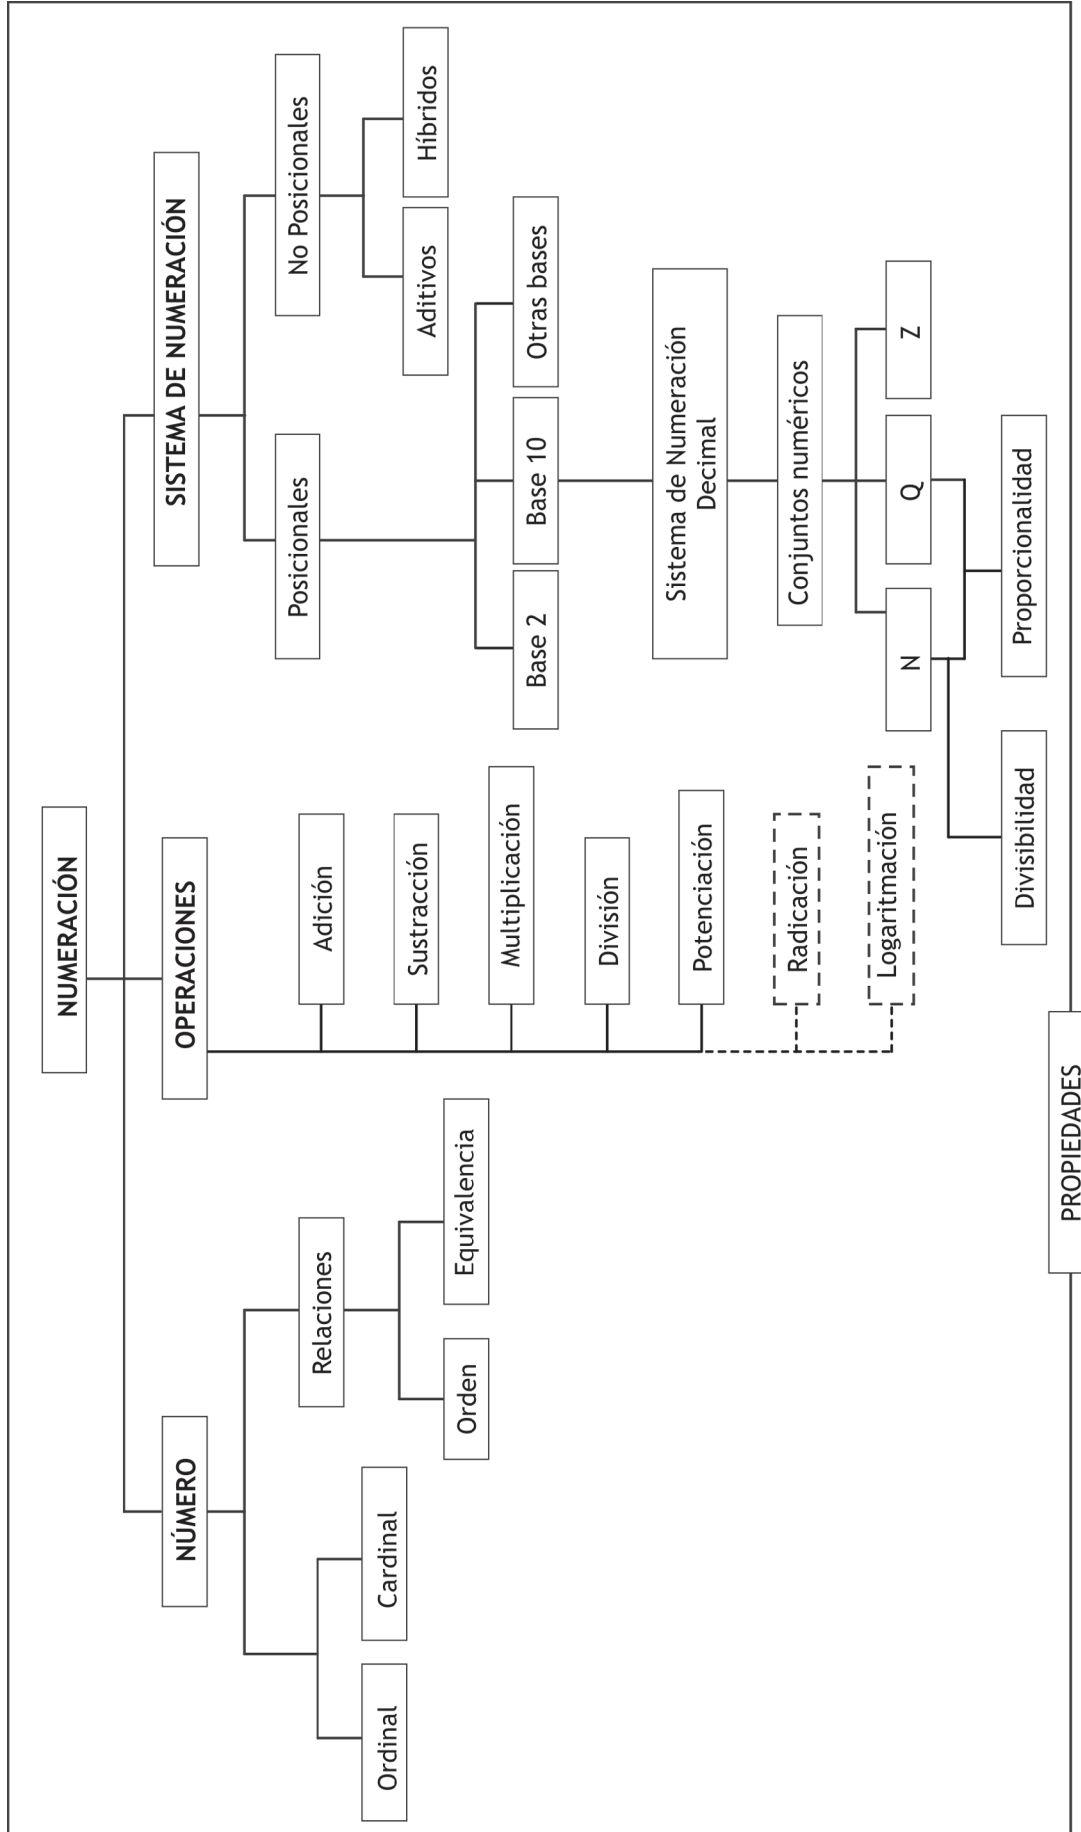 NUMERACIÓN
NÚMERO
OPERACIONES
SISTEMA DE NUMERACIÓN
Ordinal
Cardinal
Relaciones
Orden
Equivalencia
Adición
Sustracción
Multiplicación
División
Potenciación
Radicación
Logaritmación
Posicionales
No Posicionales
Aditivos
Híbridos
Base 2
Base 10
Otras bases
Sistema de Numeración
Decimal
Conjuntos numéricos
N
Q
Z
Divisibilidad
Proporcionalidad
PROPIEDADES